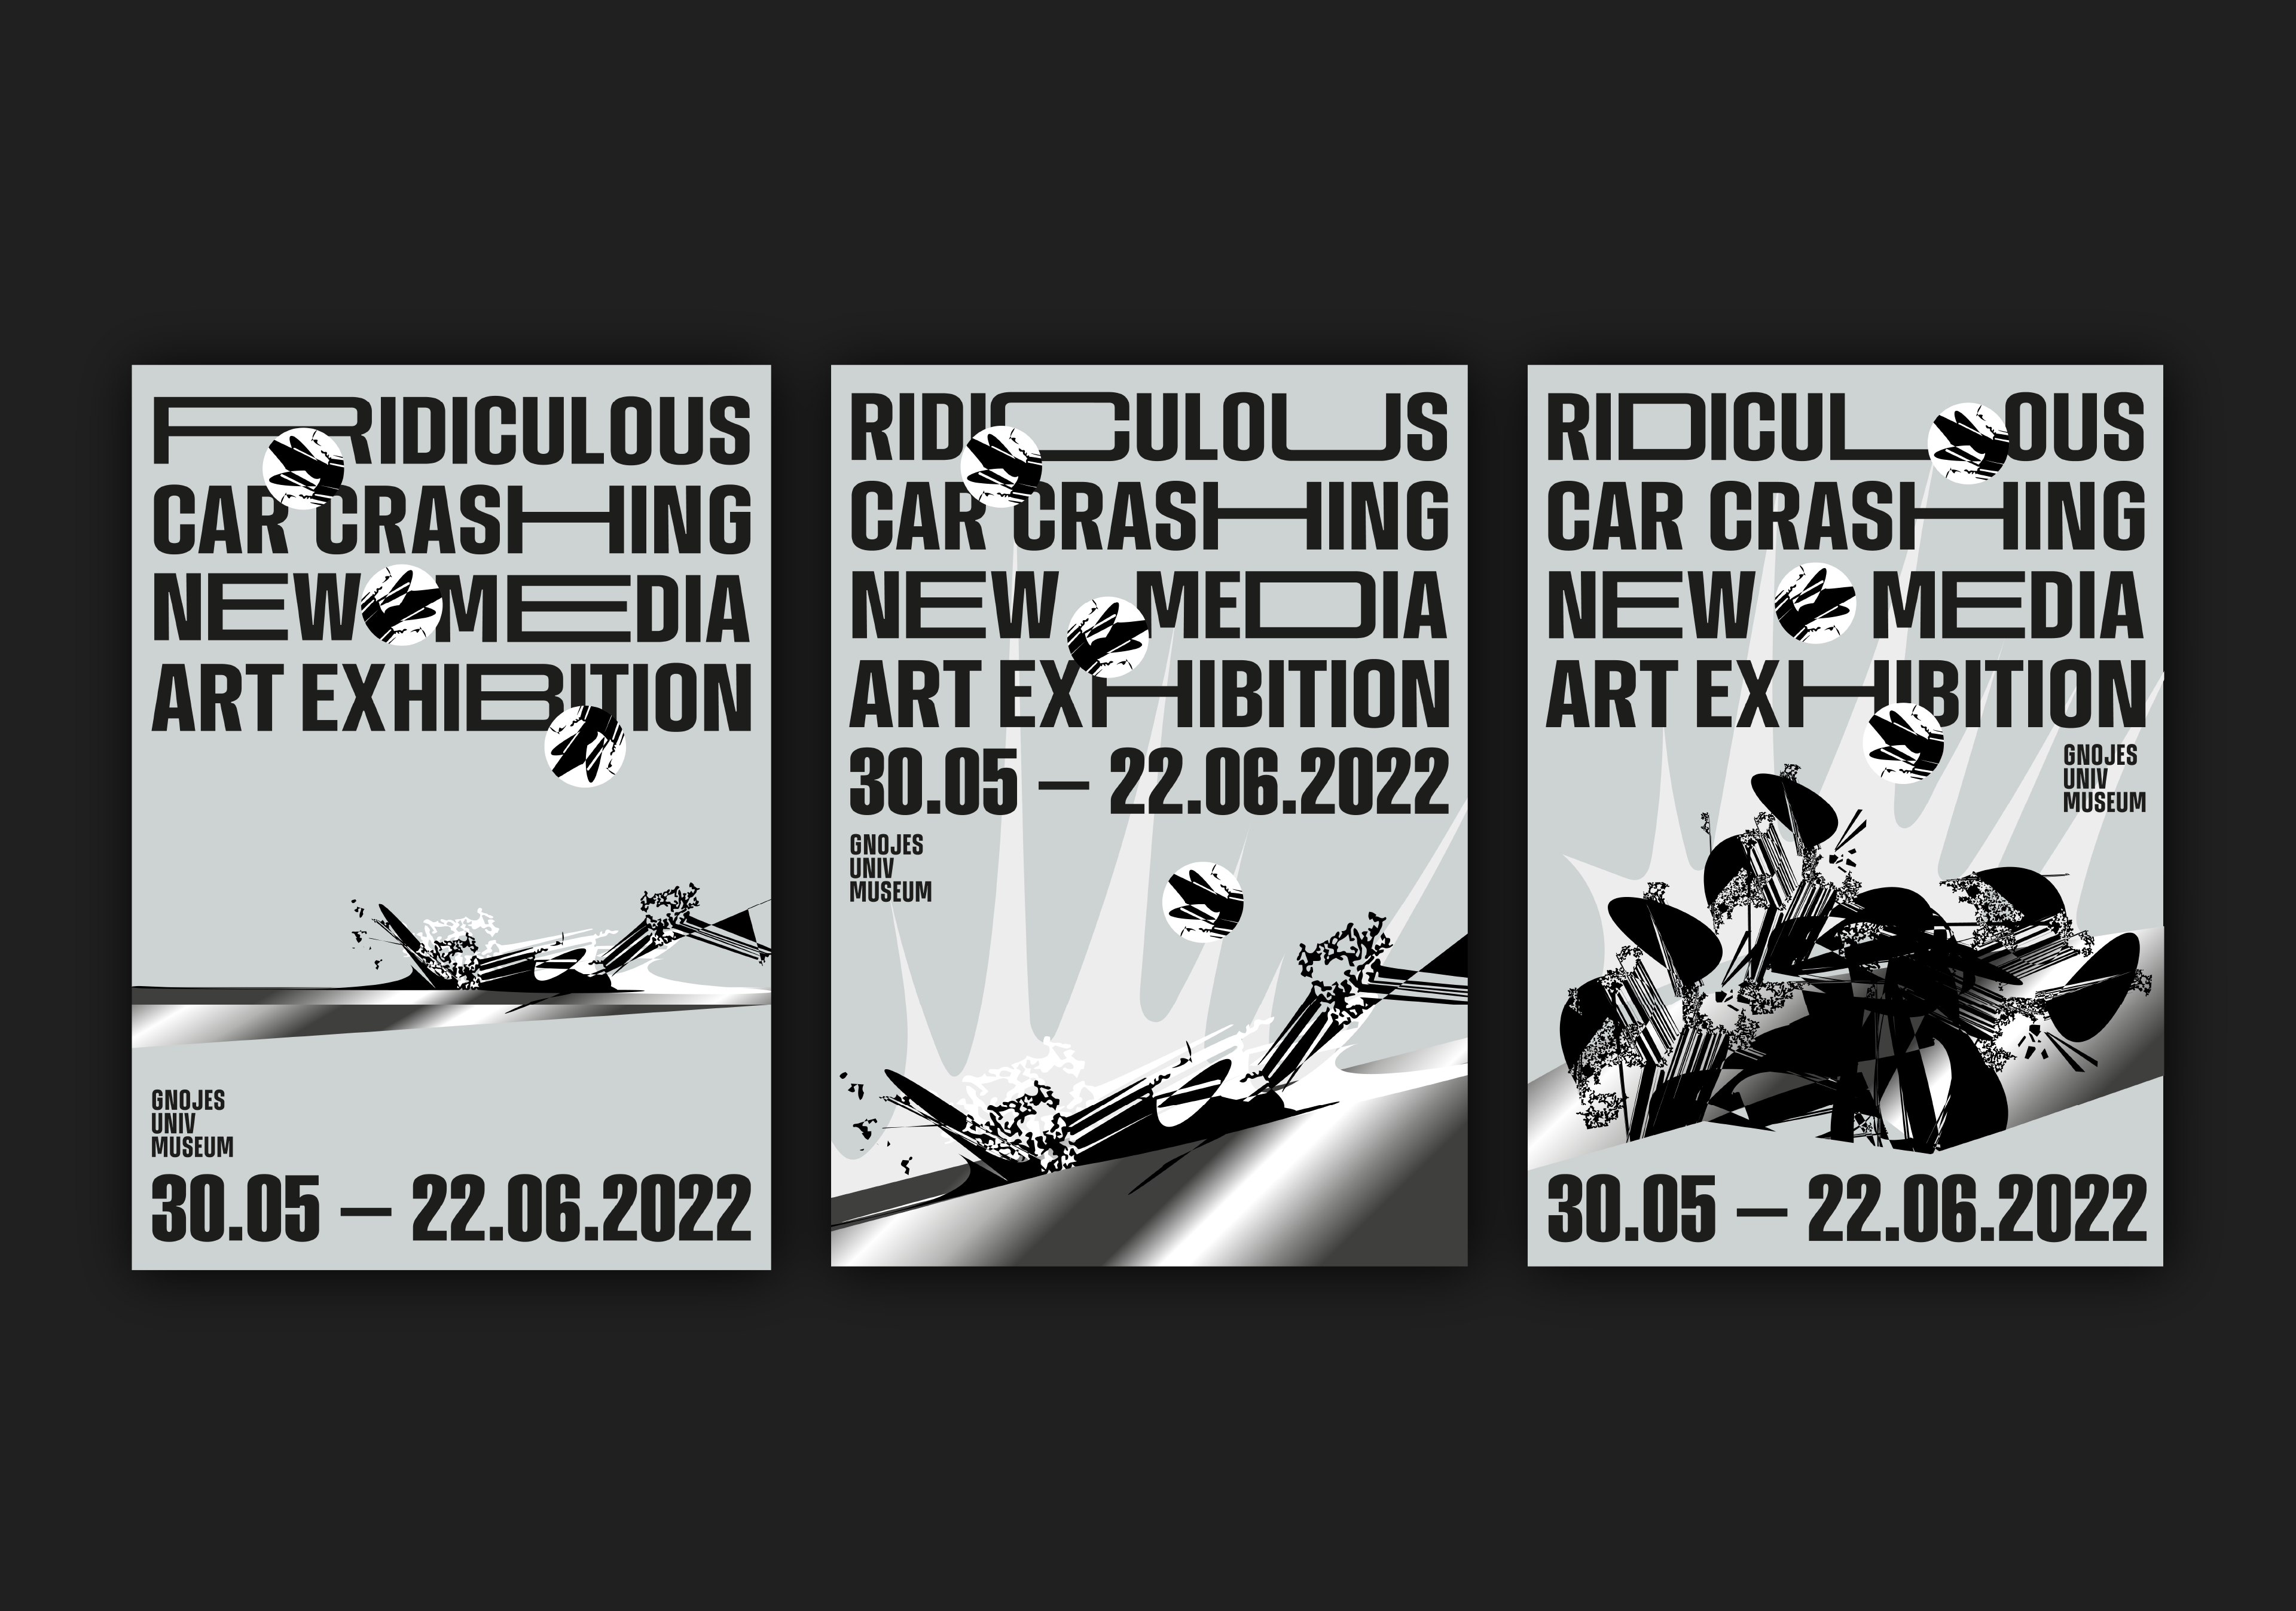 RIDICULOUS
CAR CRASHING
NEW MEDIA
ART EXHIBITION
GNOJES
UNIV
MUSEUM
30.05 — 22.06.2022
RIDICULOUS
CAR CRASHING
NEW MEDIA
ART EXHIBITION
30.05 — 22.06.2022
GNOJES
UNIV
MUSEUM
RIDICULOUS
CAR CRASHING
NEW MEDIA
ART EXHIBITION
GNOJES
UNIV
MUSEUM
30.05 — 22.06.2022